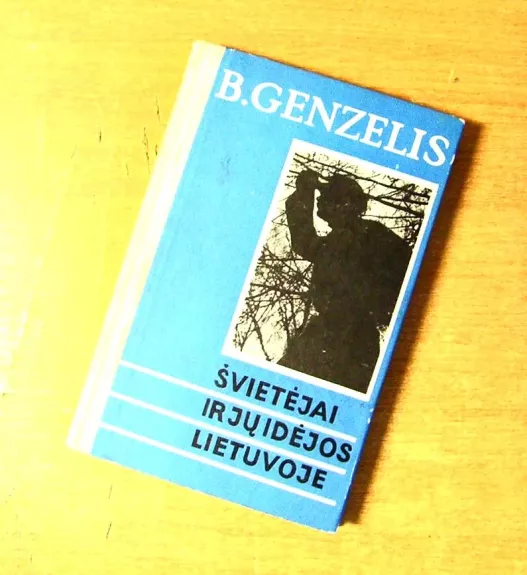 B.GENZELIS
ŠVIETĖJAI
IR JŲ IDĖJOS
LIETUVOJE